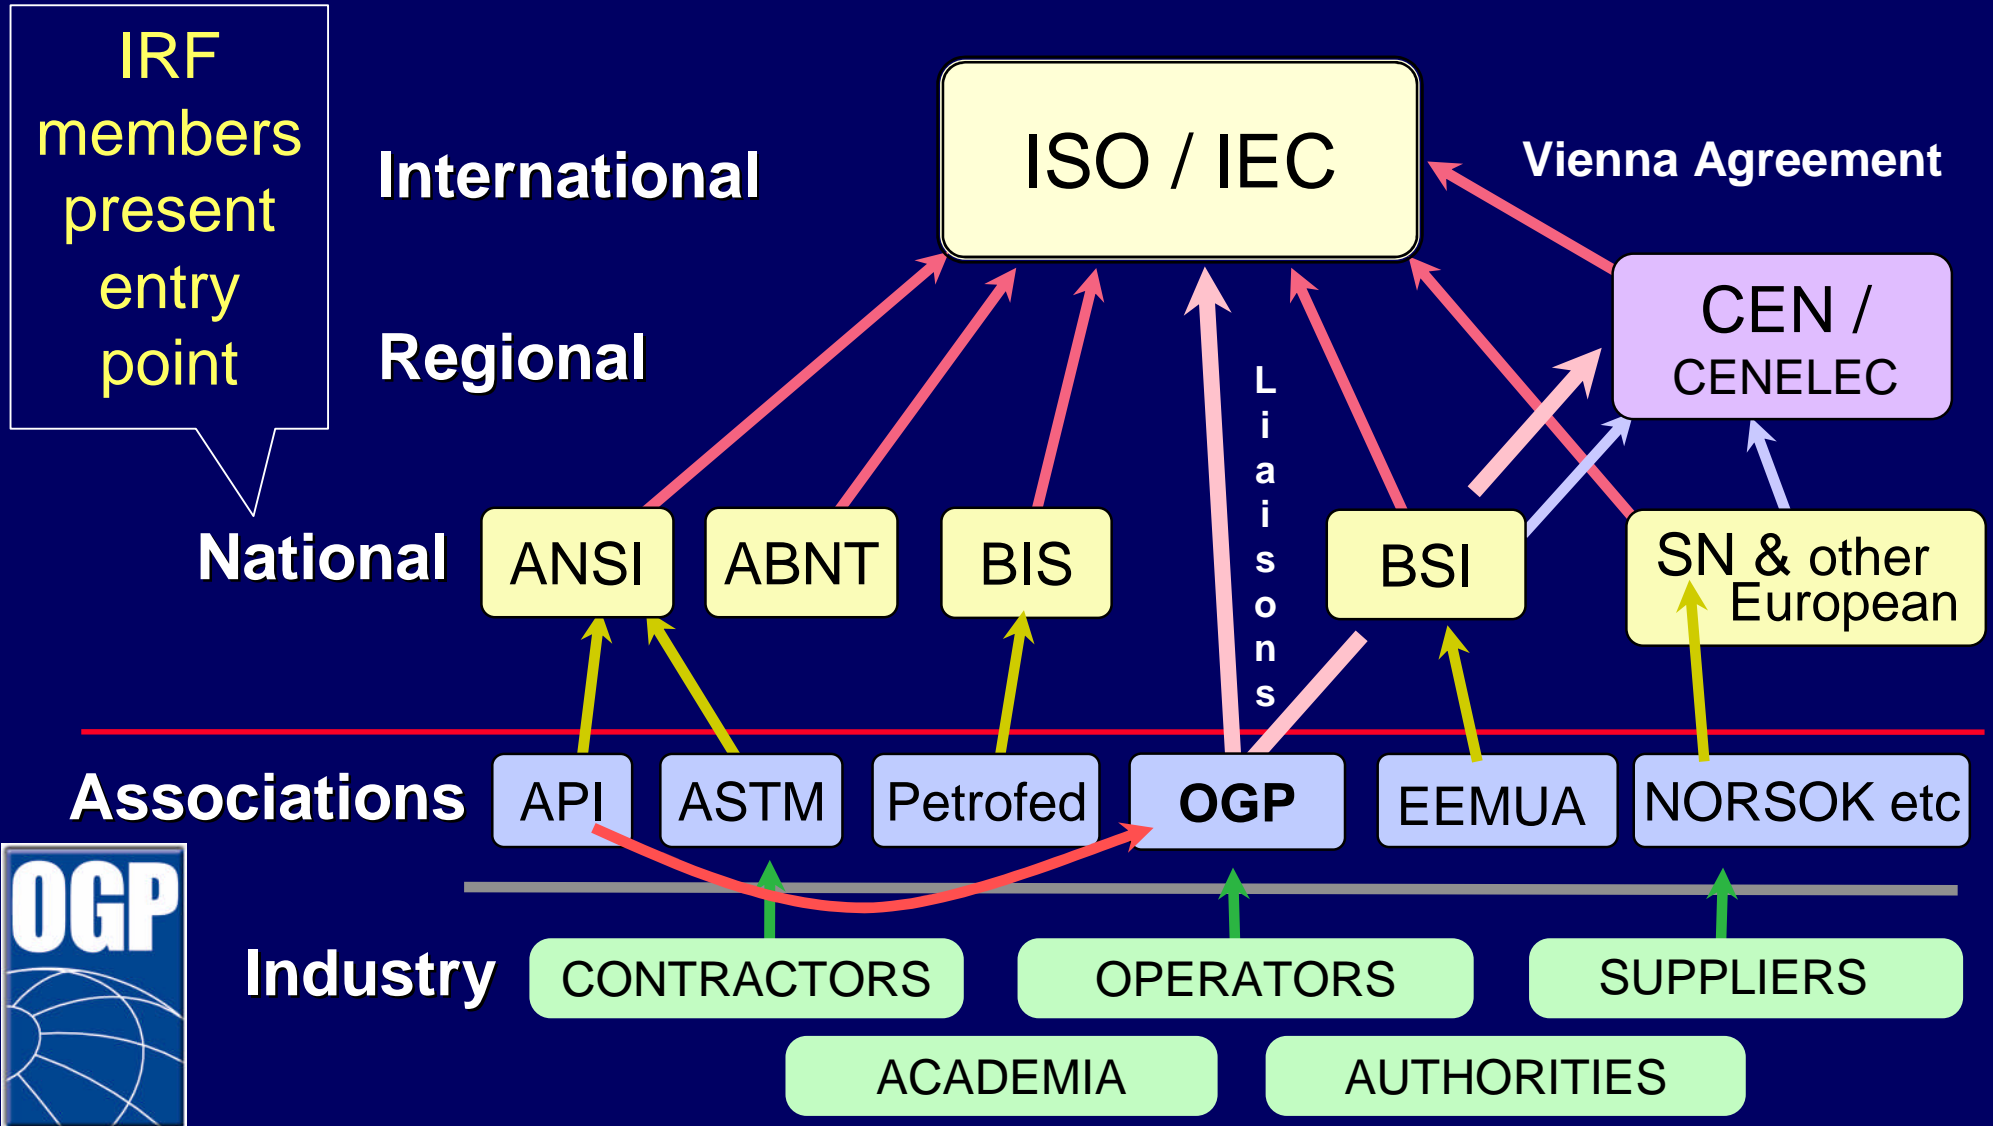 IRF
members
present
entry
point
International
ISO / IEC
Vienna Agreement
Regional
CEN /
CENELEC
Liaisons
National
ANSI
ABNT
BIS
BSI
SN & other
European
Associations
API
ASTM
Petrofed
OGP
EEMUA
NORSOK etc
OGP
Industry
CONTRACTORS
OPERATORS
SUPPLIERS
ACADEMIA
AUTHORITIES